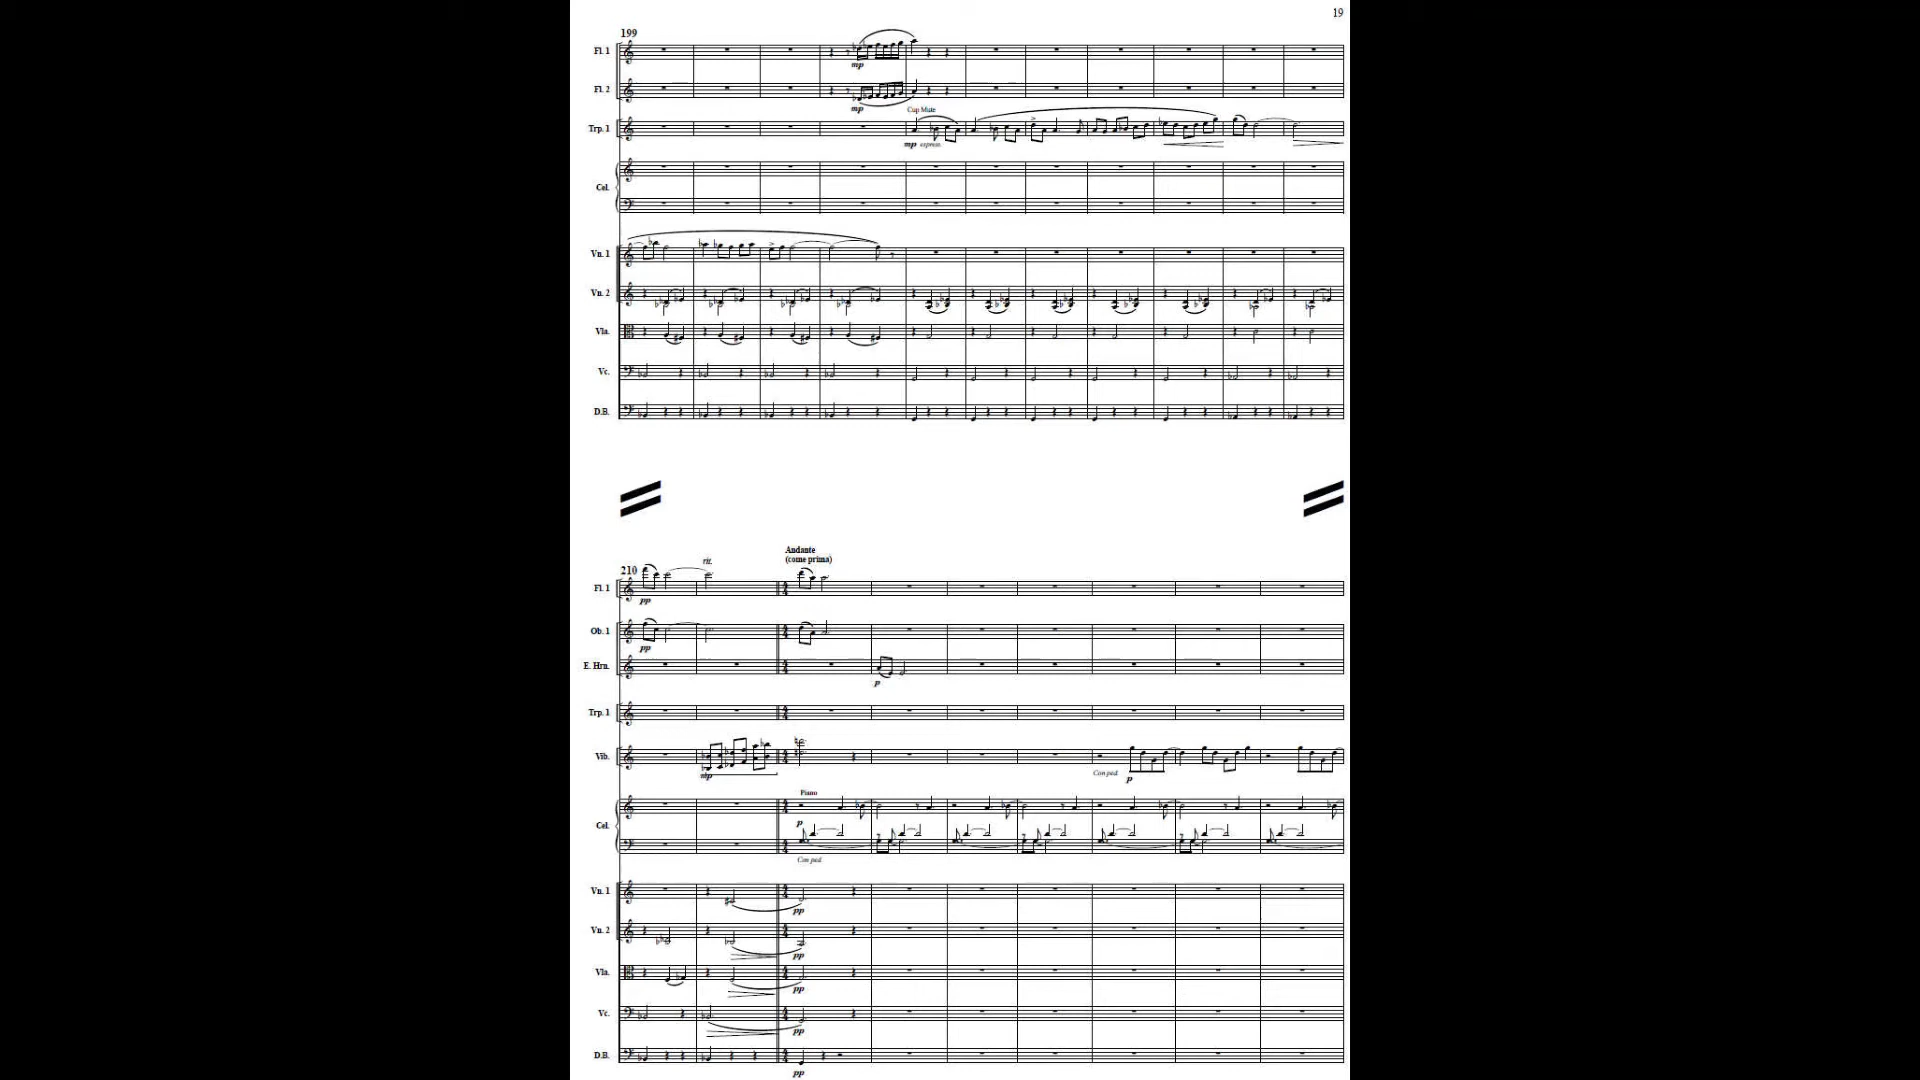 19
199
Fl. 1
Fl. 2
mp
mp
Cup Mute
Trp. 1
mp espress.
Cel.
Vn. 1
Vn. 2
Vla.
Vc.
D.B.
Andante
(come prima)
rit.
210
Fl. 1
pp
Ob. 1
pp
E. Hrn.
p
Trp. 1
Vib.
mp
Con ped.
p
Piano
Cel.
p
Con ped.
Vn. 1
pp
Vn. 2
pp
Vla.
pp
Vc.
pp
D.B.
pp